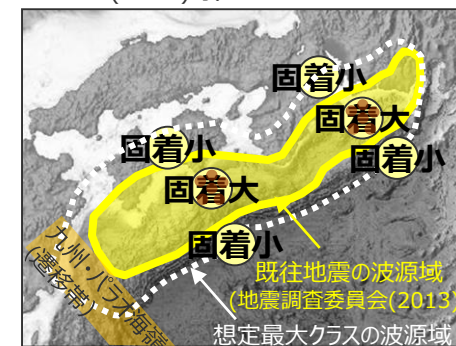 固着小
固着大
固着小
固着小
固着大
固着小
九州・パラオ海嶺
(遷移帯)
既往地震の波源域
(地震調査委員会(2013))
想定最大クラスの波源域